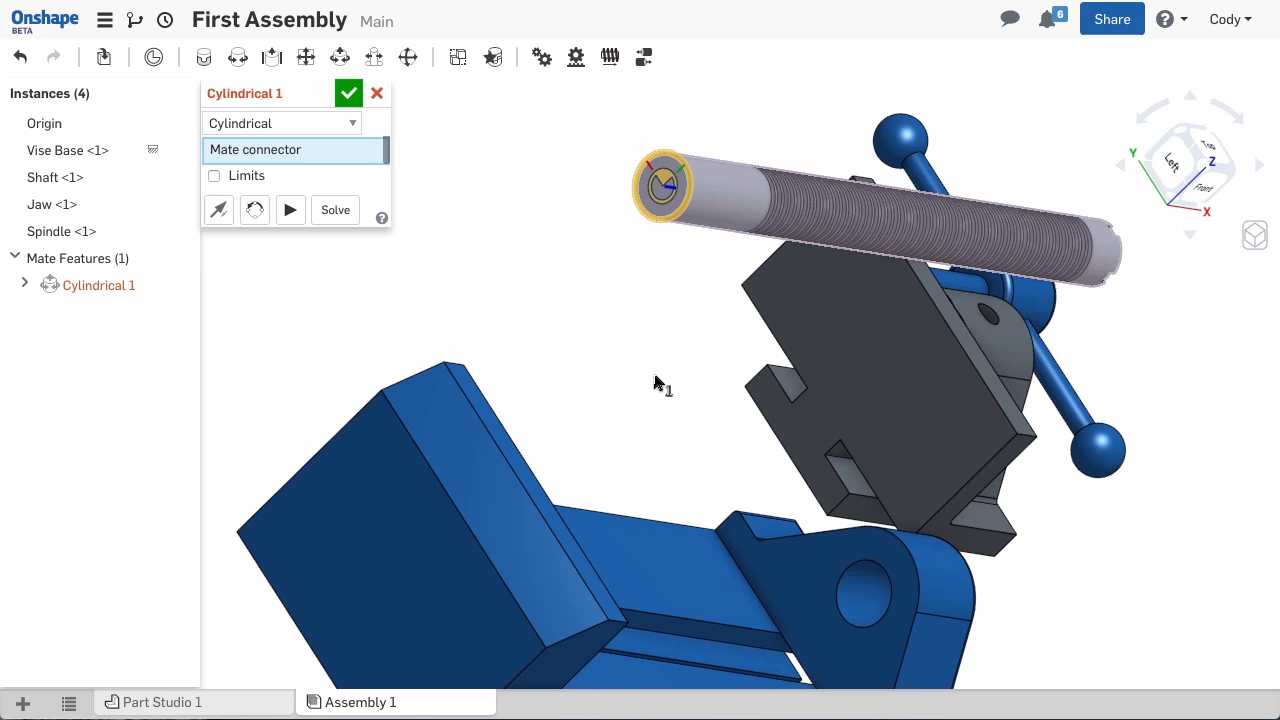 Onshape
BETA
First Assembly Main
6
Share
Cody
Instances (4)
Origin
Vise Base <1>
Shaft <1>
Jaw <1>
Spindle <1>
Mate Features (1)
Cylindrical 1
Cylindrical 1
Cylindrical
Mate connector
Limits
Solve
Y
Z
X
Left
Front
1
Part Studio 1
Assembly 1